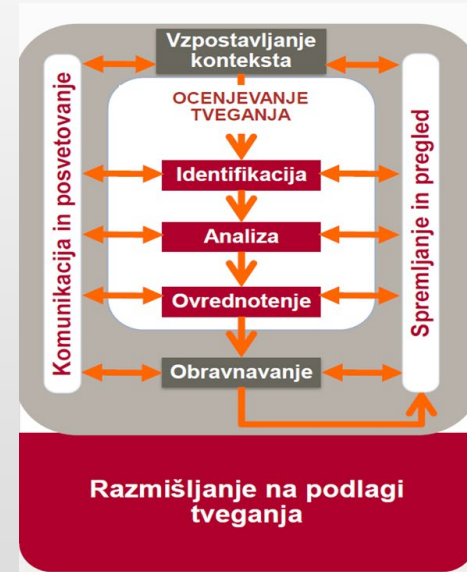 Vzpostavljanje
konteksta
Komunikacija in posvetovanje
OCENJEVANJE
TVEGANJA
Identifikacija
Analiza
Ovrednotenje
Obravnavanje
Spremljanje in pregled
Razmišljanje na podlagi
tveganja